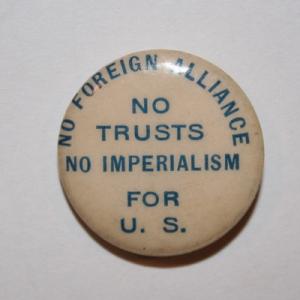 NO FOREIGN ALLIANCE
NO
TRUSTS
NO IMPERIALISM
FOR
U. S.